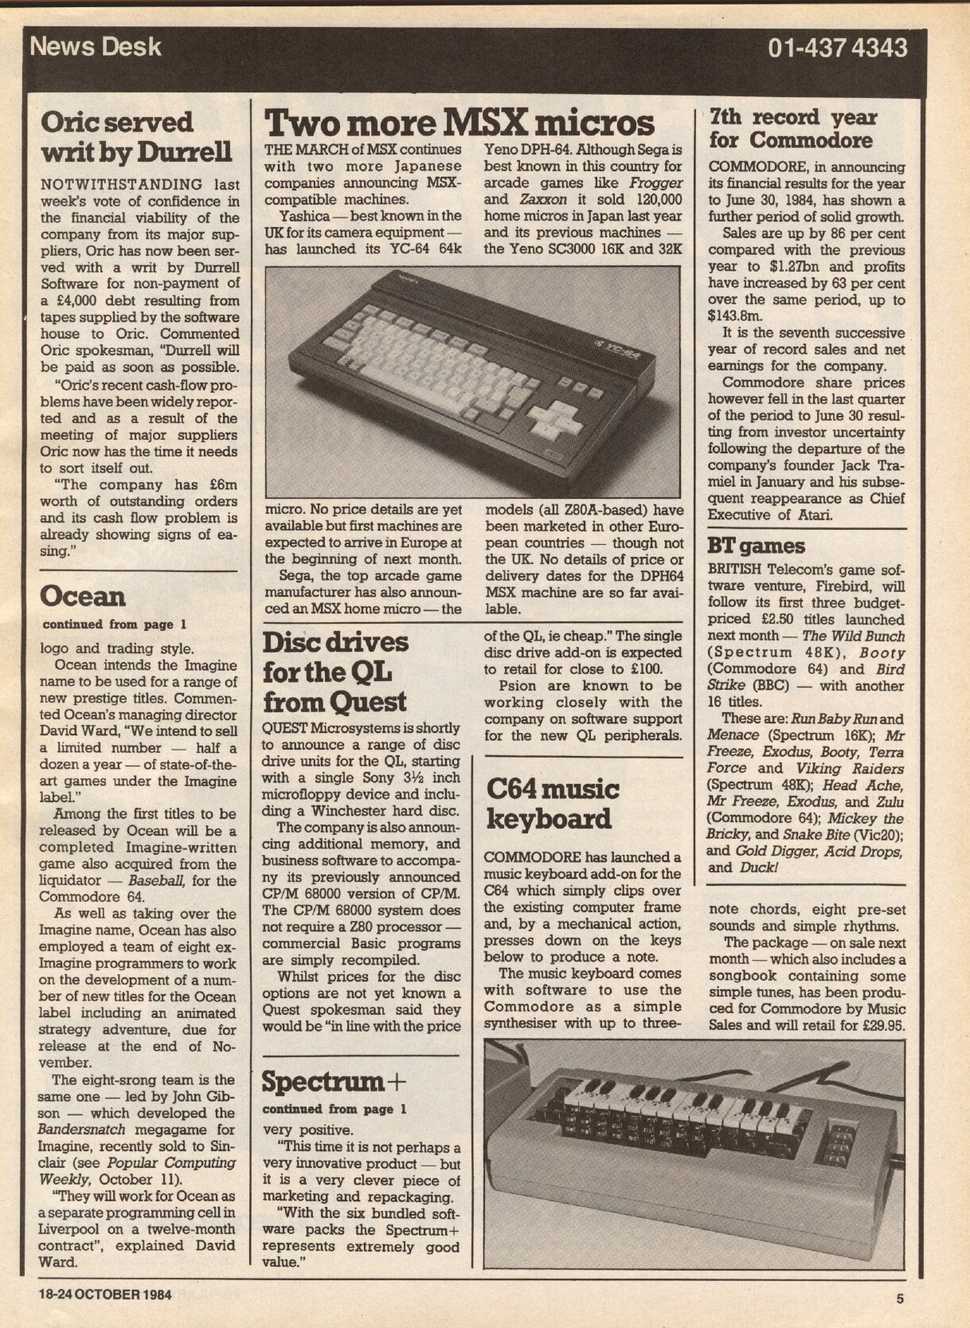 News Desk
01-437 4343
Oric served
writ by Durrell
NOTWITHSTANDING last
week's vote of confidence in
the financial viability of the
company from its major sup-
pliers, Oric has now been ser-
ved with a writ by Durrell
Software for non-payment of
a £4,000 debt resulting from
tapes supplied by the software
house to Oric. Commented
Oric spokesman, "Durrell will
be paid as soon as possible.
"Oric's recent cash-flow pro-
blems have been widely repor-
ted and as a result of the
meeting of major suppliers
Oric now has the time it needs
to sort itself out.
"The company has £6m
worth of outstanding orders
and its cash flow problem is
already showing signs of ea-
sing."
Ocean
continued from page 1
logo and trading style.
Ocean intends the Imagine
name to be used for a range of
new prestige titles. Commen-
ted Ocean's managing director
David Ward, "We intend to sell
a limited number — half a
dozen a year — of state-of-the-
art games under the Imagine
label."
Among the first titles to be
released by Ocean will be a
completed Imagine-written
game also acquired from the
liquidator — Baseball, for the
Commodore 64.
As well as taking over the
Imagine name, Ocean has also
employed a team of eight ex-
Imagine programmers to work
on the development of a num-
ber of new titles for the Ocean
label including an animated
strategy adventure, due for
release at the end of No-
vember.
The eight-srong team is the
same one — led by John Gib-
son — which developed the
Bandersnatch megagame for
Imagine, recently sold to Sin-
clair (see Popular Computing
Weekly, October 11).
"They will work for Ocean as
a separate programming cell in
Liverpool on a twelve-month
contract", explained David
Ward.
Two more MSX micros
THE MARCH of MSX continues
with two more Japanese
companies announcing MSX-
compatible machines.
Yashica — best known in the
UK for its camera equipment —
has launched its YC-64 64k
Yeno DPH-64. Although Sega is
best known in this country for
arcade games like Frogger
and Zaxxon it sold 120,000
home micros in Japan last year
and its previous machines —
the Yeno SC3000 16K and 32K
YC-64
micro. No price details are yet
available but first machines are
expected to arrive in Europe at
the beginning of next month.
Sega, the top arcade game
manufacturer has also announ-
ced an MSX home micro — the
models (all Z80A-based) have
been marketed in other Euro-
pean countries — though not
the UK. No details of price or
delivery dates for the DPH64
MSX machine are so far avai-
lable.
Disc drives
for the QL
from Quest
QUEST Microsystems is shortly
to announce a range of disc
drive units for the QL, starting
with a single Sony 3½ inch
microfloppy device and inclu-
ding a Winchester hard disc.
The company is also announ-
cing additional memory, and
business software to accompa-
ny its previously announced
CP/M 68000 version of CP/M.
The CP/M 68000 system does
not require a Z80 processor —
commercial Basic programs
are simply recompiled.
Whilst prices for the disc
options are not yet known a
Quest spokesman said they
would be "in line with the price
of the QL, ie cheap." The single
disc drive add-on is expected
to retail for close to £100.
Psion are known to be
working closely with the
company on software support
for the new QL peripherals.
Spectrum+
continued from page 1
very positive.
"This time it is not perhaps a
very innovative product — but
it is a very clever piece of
marketing and repackaging.
"With the six bundled soft-
ware packs the Spectrum+
represents extremely good
value."
C64 music
keyboard
COMMODORE has launched a
music keyboard add-on for the
C64 which simply clips over
the existing computer frame
and, by a mechanical action,
presses down on the keys
below to produce a note.
The music keyboard comes
with software to use the
Commodore as a simple
synthesiser with up to three-
note chords, eight pre-set
sounds and simple rhythms.
The package — on sale next
month — which also includes a
songbook containing some
simple tunes, has been produ-
ced for Commodore by Music
Sales and will retail for £29.95.
7th record year
for Commodore
COMMODORE, in announcing
its financial results for the year
to June 30, 1984, has shown a
further period of solid growth.
Sales are up by 86 per cent
compared with the previous
year to $1.27bn and profits
have increased by 63 per cent
over the same period, up to
$143.8m.
It is the seventh successive
year of record sales and net
earnings for the company.
Commodore share prices
however fell in the last quarter
of the period to June 30 resul-
ting from investor uncertainty
following the departure of the
company's founder Jack Tra-
miel in January and his subse-
quent reappearance as Chief
Executive of Atari.
BT games
BRITISH Telecom's game sof-
tware venture, Firebird, will
follow its first three budget-
priced £2.50 titles launched
next month — The Wild Bunch
(Spectrum 48K), Booty
(Commodore 64) and Bird
Strike (BBC) — with another
16 titles.
These are: Run Baby Run and
Menace (Spectrum 16K); Mr
Freeze, Exodus, Booty, Terra
Force and Viking Raiders
(Spectrum 48K); Head Ache,
Mr Freeze, Exodus, and Zulu
(Commodore 64); Mickey the
Bricky, and Snake Bite (Vic20);
and Gold Digger, Acid Drops,
and Duck!
18-24 OCTOBER 1984
5